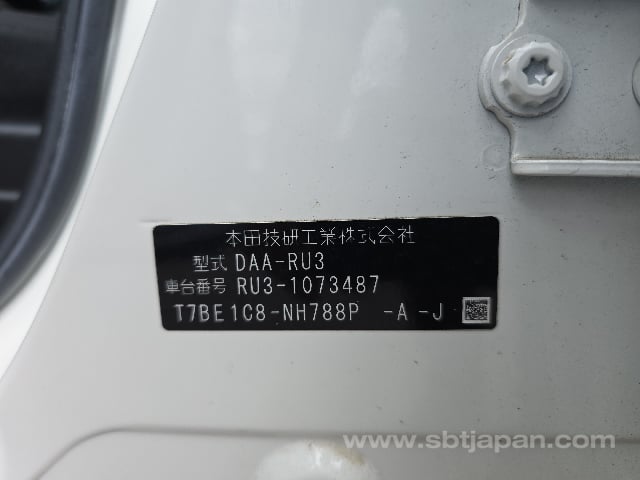 本田技研工業株式会社
型式 DAA-RU3
車台番号 RU3-1073487
T7BE1C8-NH788P -A -J
www.sbtjapan.com